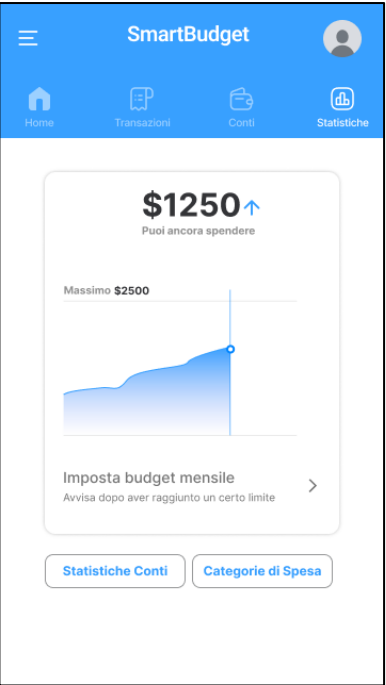 SmartBudget
Home Transazioni Conti Statistiche
$1250
Puoi ancora spendere
Massimo $2500
Imposta budget mensile
Avvisa dopo aver raggiunto un certo limite
Statistiche Conti Categorie di Spesa